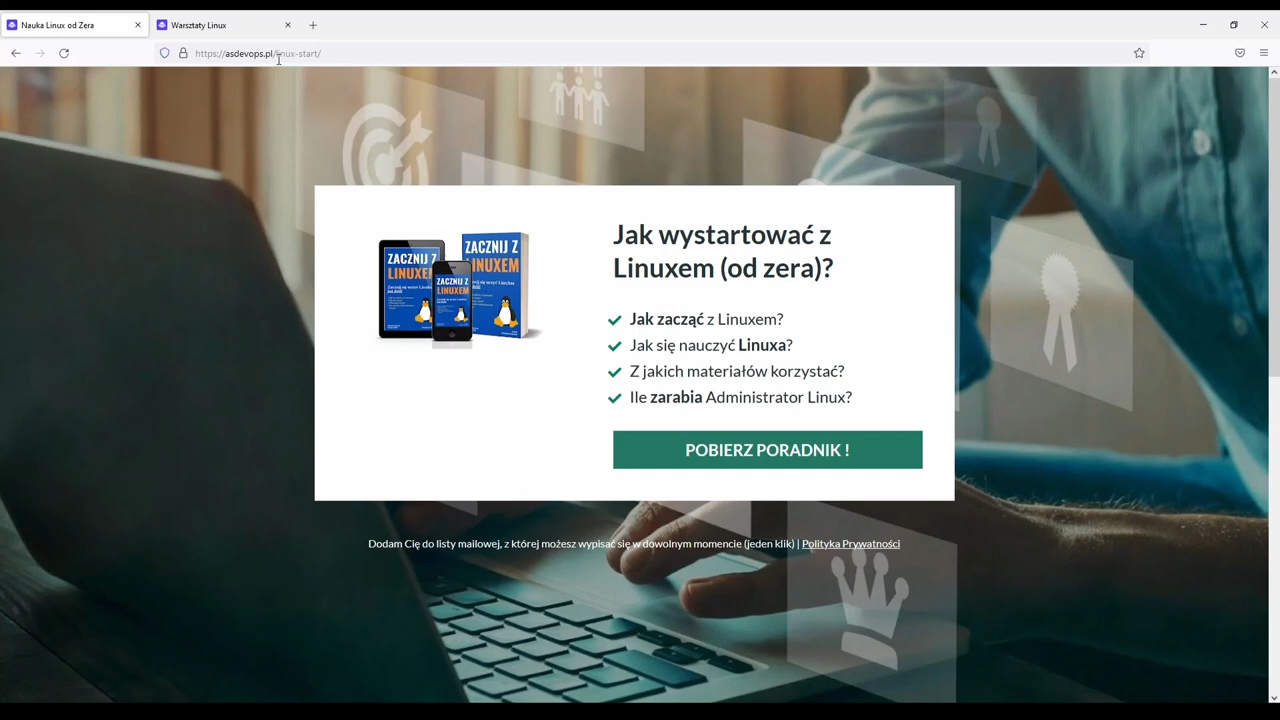 Nauka Linux od Zera
Warsztaty Linux
https://asdevops.pl/linux-start/
Jak wystartować z
Linuxem (od zera)?
ZACZNIJ Z
LINUXEM
ZACZNIJ Z
LINUXEM
ZACZNIJ Z
LINUXEM
Jak zacząć z Linuxem?
Jak się nauczyć Linuxa?
Z jakich materiałów korzystać?
Ile zarabia Administrator Linux?
POBIERZ PORADNIK !
Dodam Cię do listy mailowej, z której możesz wypisać się w dowolnym momencie (jeden klik) | Polityka Prywatności